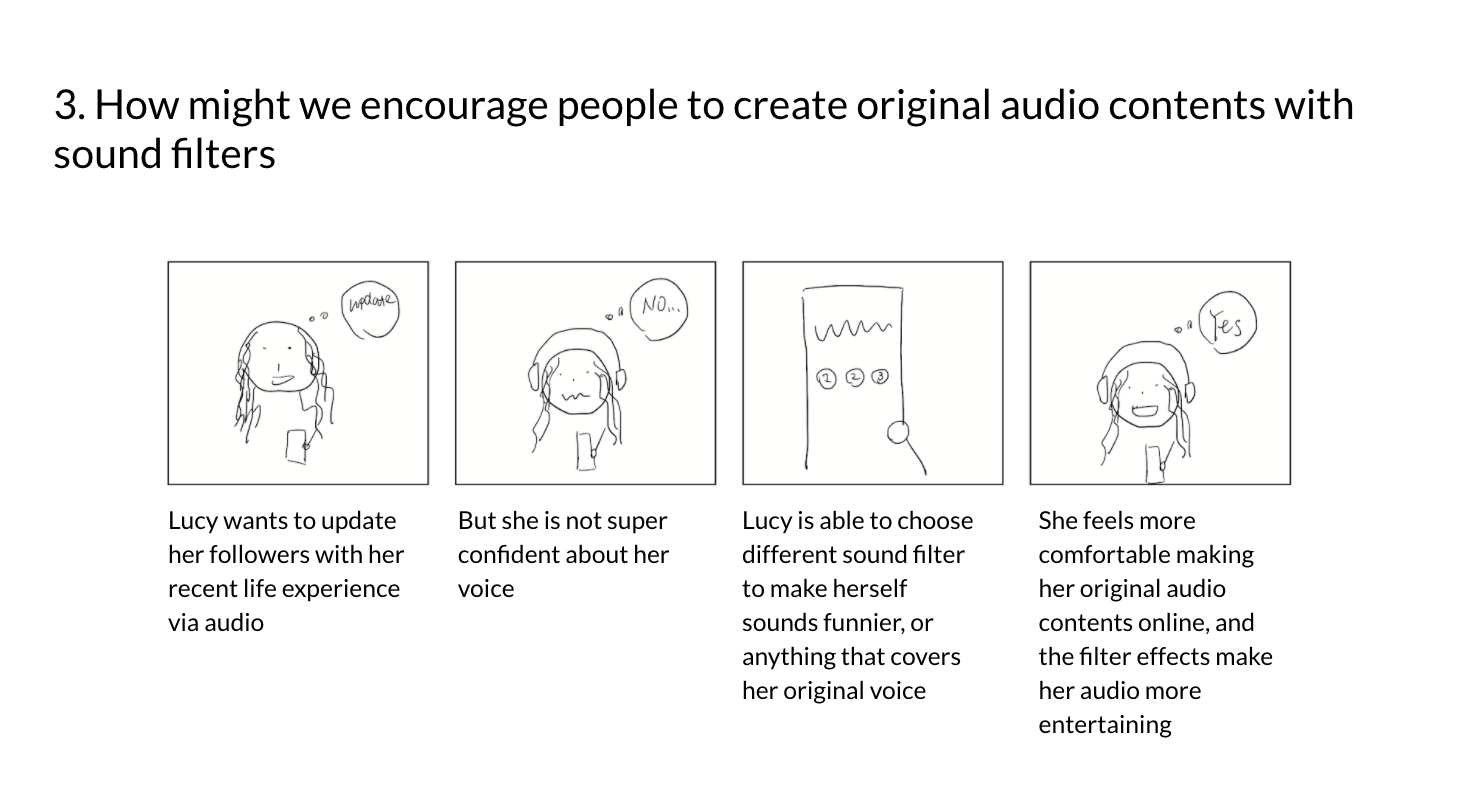 3. How might we encourage people to create original audio contents with
sound filters
update
NO...
1 2 3
Yes
Lucy wants to update
her followers with her
recent life experience
via audio
But she is not super
confident about her
voice
Lucy is able to choose
different sound filter
to make herself
sounds funnier, or
anything that covers
her original voice
She feels more
comfortable making
her original audio
contents online, and
the filter effects make
her audio more
entertaining